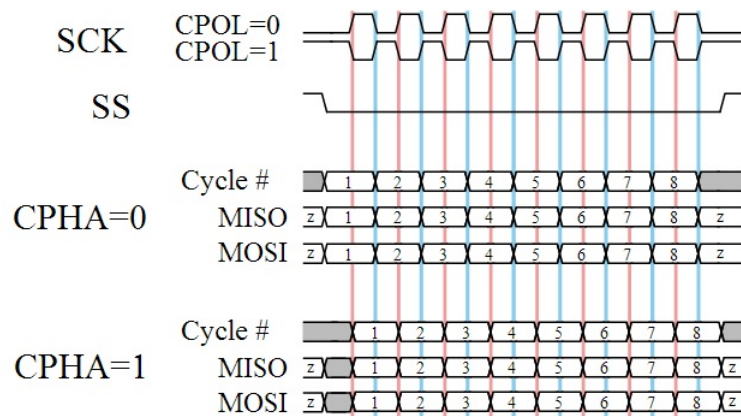 SCK CPOL=0
CPOL=1
SS
Cycle # 1 2 3 4 5 6 7 8
CPHA=0 MISO z 1 2 3 4 5 6 7 8 z
MOSI z 1 2 3 4 5 6 7 8 z
Cycle # 1 2 3 4 5 6 7 8
CPHA=1 MISO z 1 2 3 4 5 6 7 8 z
MOSI z 1 2 3 4 5 6 7 8 z